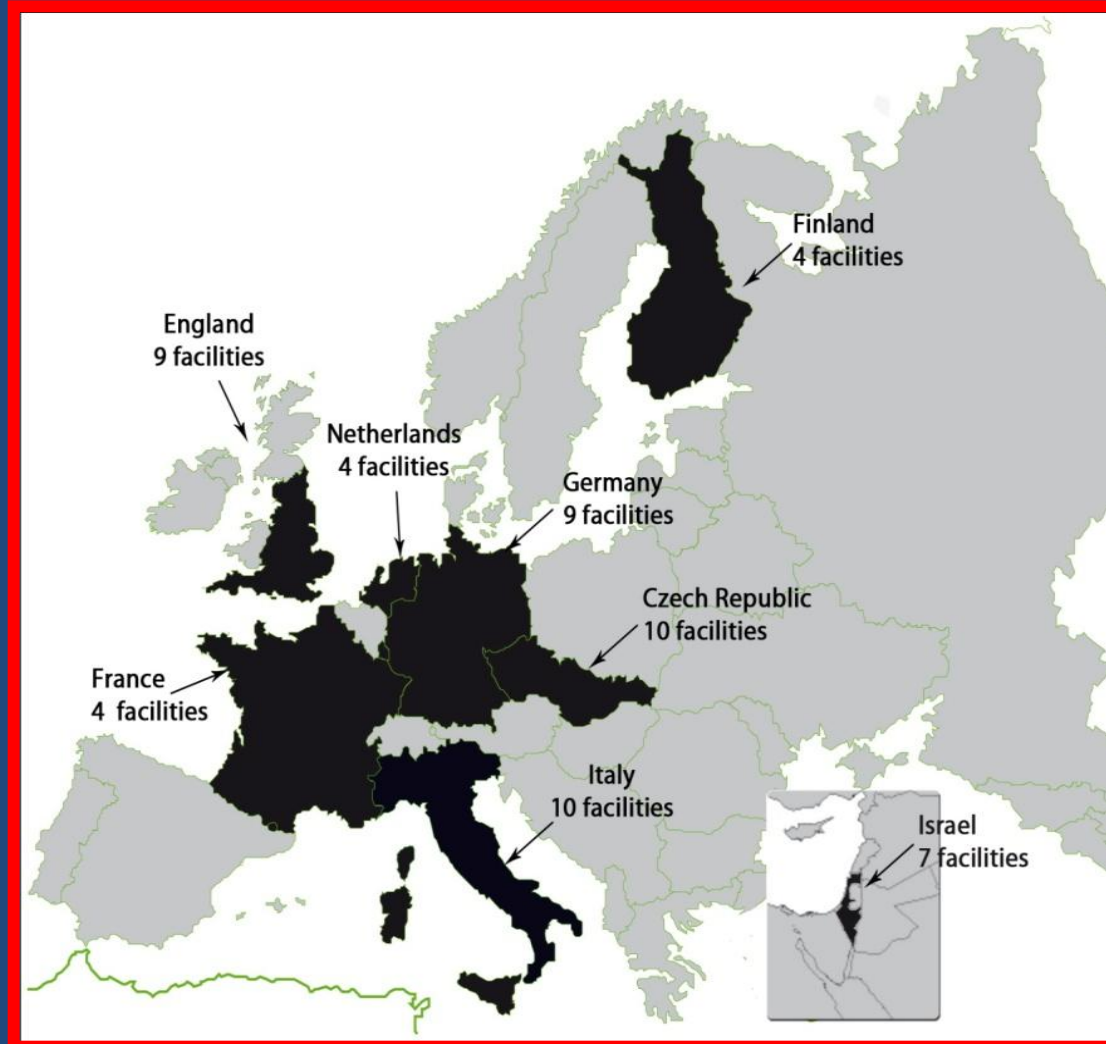 Finland
4 facilities
England
9 facilities
Netherlands
4 facilities
Germany
9 facilities
Czech Republic
10 facilities
France
4 facilities
Italy
10 facilities
Israel
7 facilities